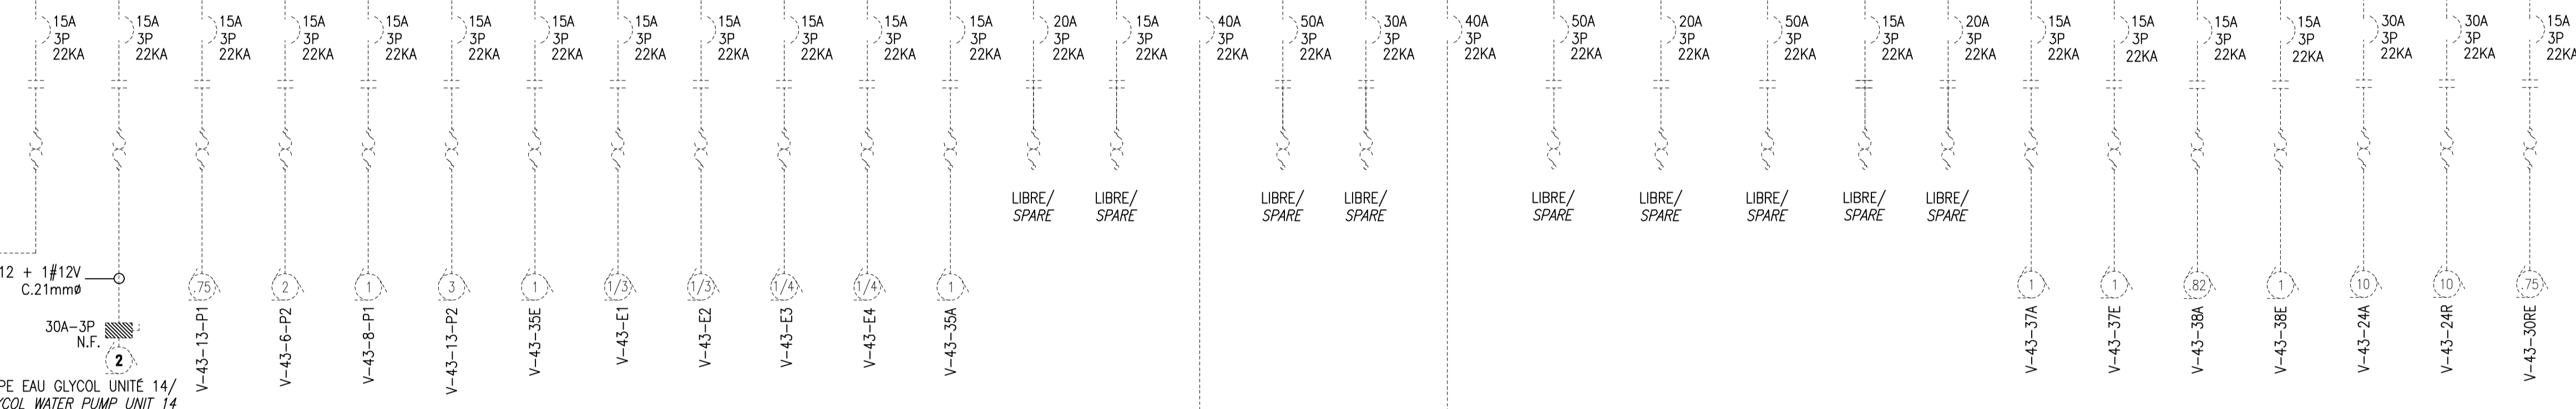 15A 15A 15A 15A 15A 15A 15A 15A 15A 15A 15A 15A 20A 15A 40A 50A 30A 40A 50A 20A 50A 15A 20A 15A 15A 15A 15A 30A 30A 15A
3P 3P 3P 3P 3P 3P 3P 3P 3P 3P 3P 3P 3P 3P 3P 3P 3P 3P 3P 3P 3P 3P 3P 3P 3P 3P 3P 3P 3P 3P
22KA 22KA 22KA 22KA 22KA 22KA 22KA 22KA 22KA 22KA 22KA 22KA 22KA 22KA 22KA 22KA 22KA 22KA 22KA 22KA 22KA 22KA 22KA 22KA 22KA 22KA 22KA 22KA 22KA 22KA
LIBRE/ LIBRE/ LIBRE/ LIBRE/ LIBRE/ LIBRE/ LIBRE/ LIBRE/ LIBRE/
SPARE SPARE SPARE SPARE SPARE SPARE SPARE SPARE SPARE
12 + 1#12V
C.21mmø
.75 2 1 3 1 1/3 1/3 1/4 1/4 1 1 1 .82 1 10 10 .75
30A-3P
N.F.
2
PE EAU GLYCOL UNITÉ 14/
YCOL WATER PUMP UNIT 14
V-43-13-P1
V-43-6-P2
V-43-8-P1
V-43-13-P2
V-43-35E
V-43-E1
V-43-E2
V-43-E3
V-43-E4
V-43-35A
V-43-37A
V-43-37E
V-43-38A
V-43-38E
V-43-24A
V-43-24R
V-43-30RE